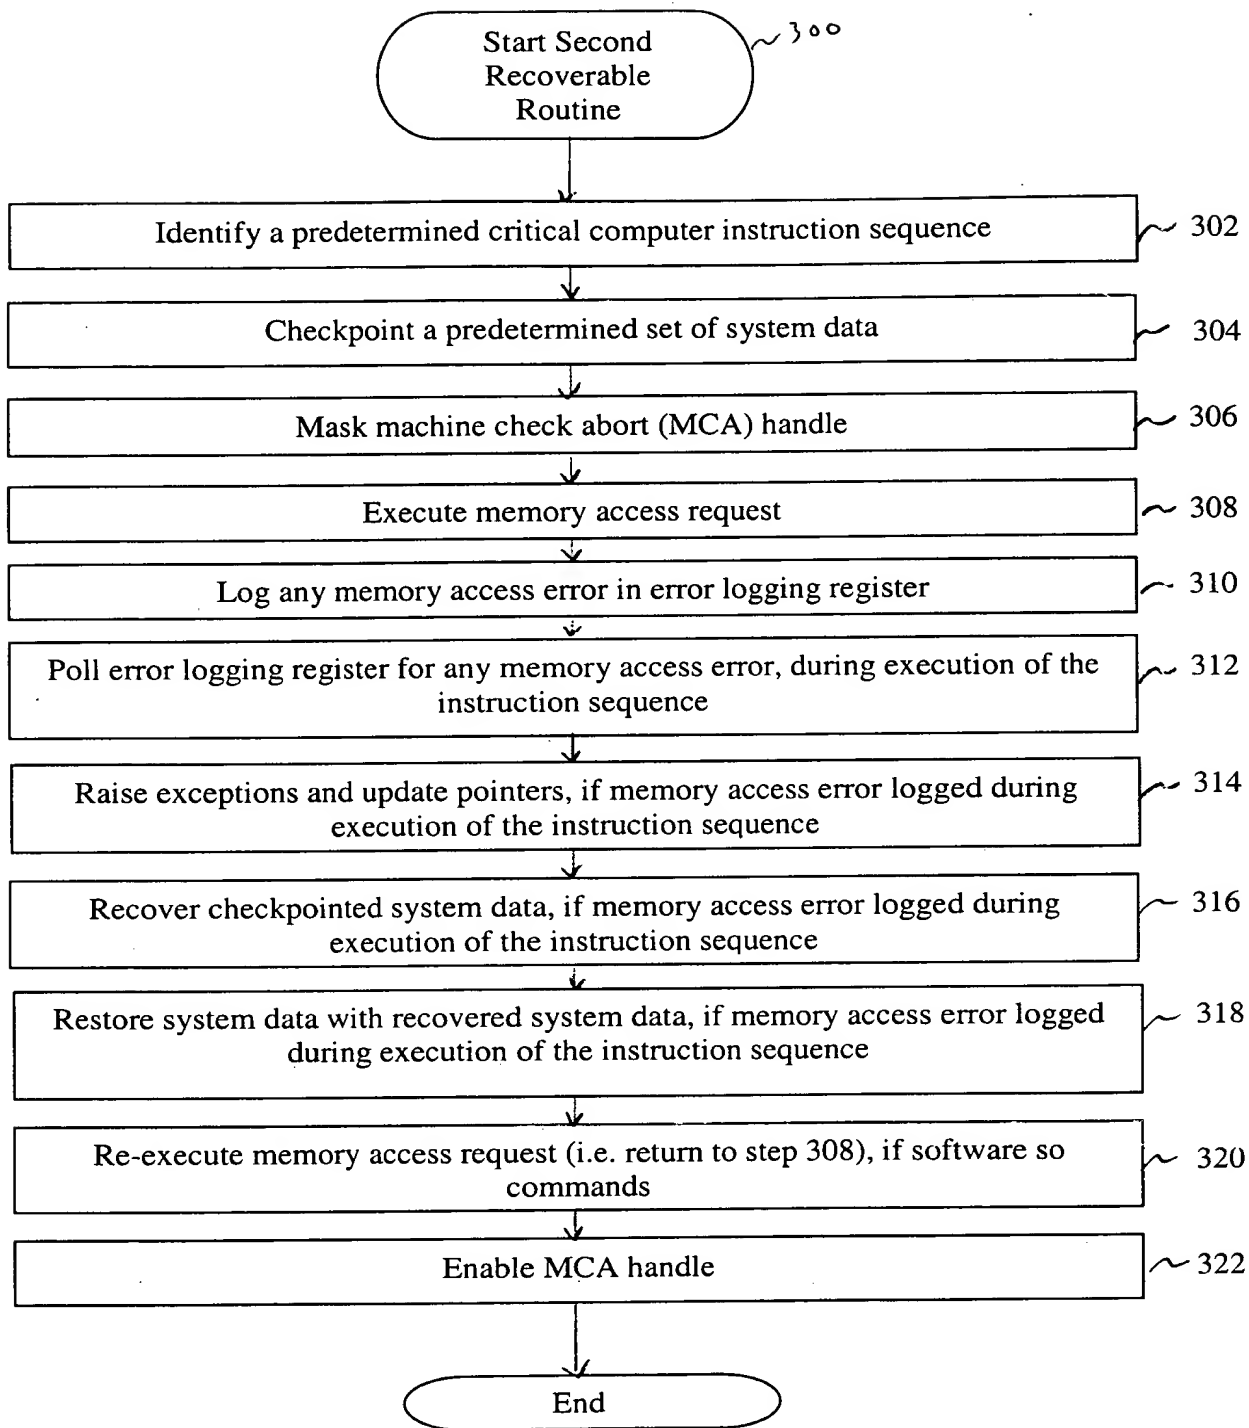 Start Second
Recoverable
Routine
300
Identify a predetermined critical computer instruction sequence
302
Checkpoint a predetermined set of system data
304
Mask machine check abort (MCA) handle
306
Execute memory access request
308
Log any memory access error in error logging register
310
Poll error logging register for any memory access error, during execution of the
instruction sequence
312
Raise exceptions and update pointers, if memory access error logged during
execution of the instruction sequence
314
Recover checkpointed system data, if memory access error logged during
execution of the instruction sequence
316
Restore system data with recovered system data, if memory access error logged
during execution of the instruction sequence
318
Re-execute memory access request (i.e. return to step 308), if software so
commands
320
Enable MCA handle
322
End